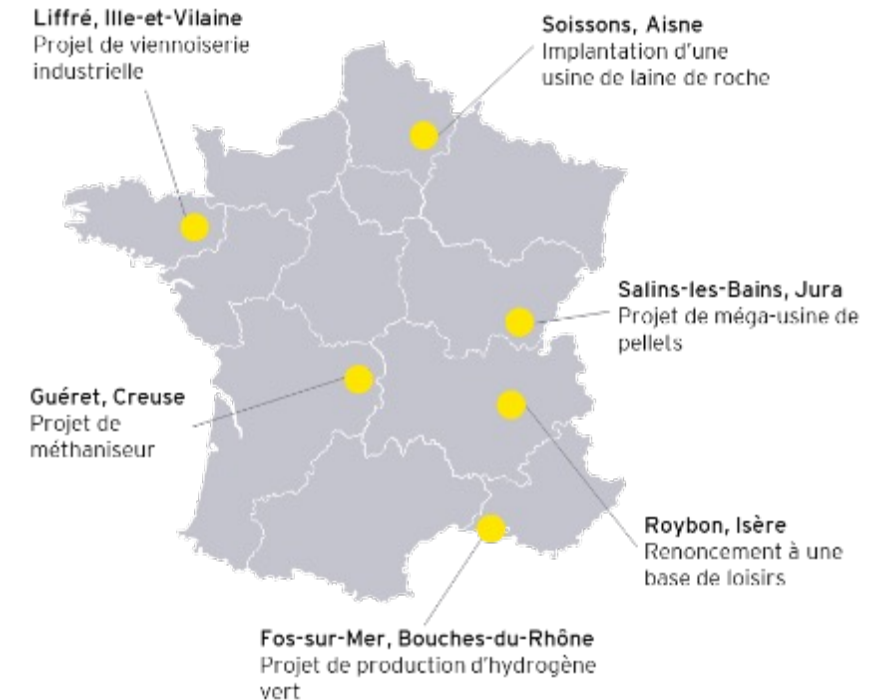 Liffré, Ille-et-Vilaine
Projet de viennoiserie
industrielle
Soissons, Aisne
Implantation d'une
usine de laine de roche
Salins-les-Bains, Jura
Projet de méga-usine de
pellets
Guéret, Creuse
Projet de
méthaniseur
Roybon, Isère
Renoncement à une
base de loisirs
Fos-sur-Mer, Bouches-du-Rhône
Projet de production d'hydrogène
vert